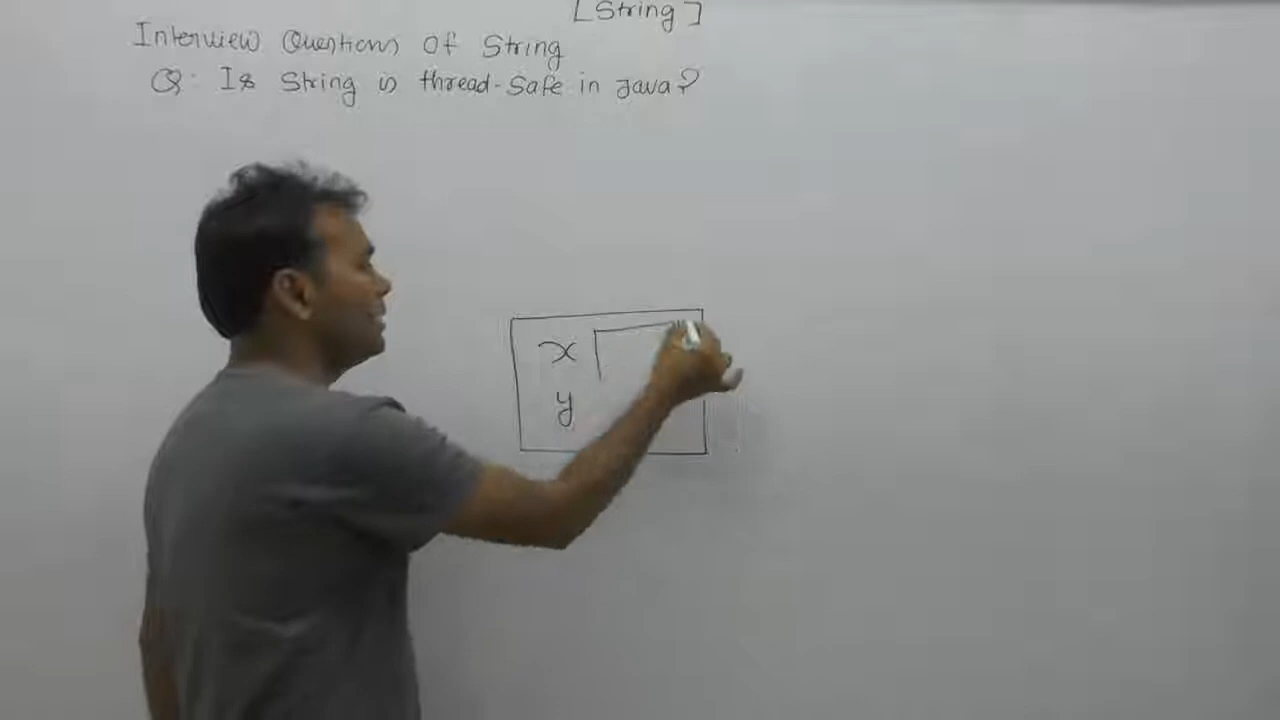 [String]
Interview Questions of String
Q: Is String is thread-Safe in Java?
x
y